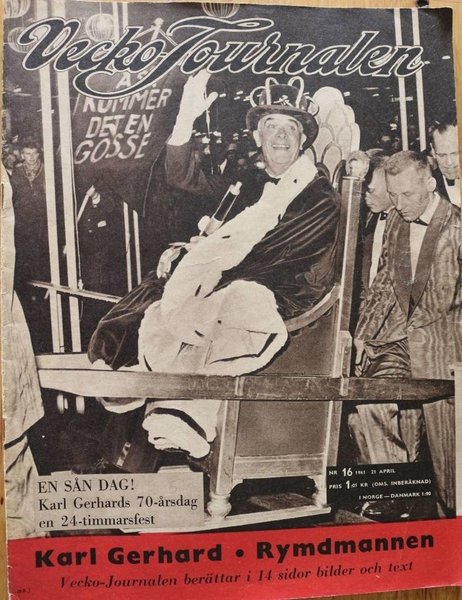 Vecko-Journalen
Å
KOMMER
DET EN
GOSSE
NR 16 1961 21 APRIL
PRIS 1:05 KR (OMS. INBERÄKNAD)
I NORGE—DANMARK 1:90
EN SÅN DAG!
Karl Gerhards 70-årsdag
en 24-timmarsfest
Karl Gerhard • Rymdmannen
Vecko-Journalen berättar i 14 sidor bilder och text